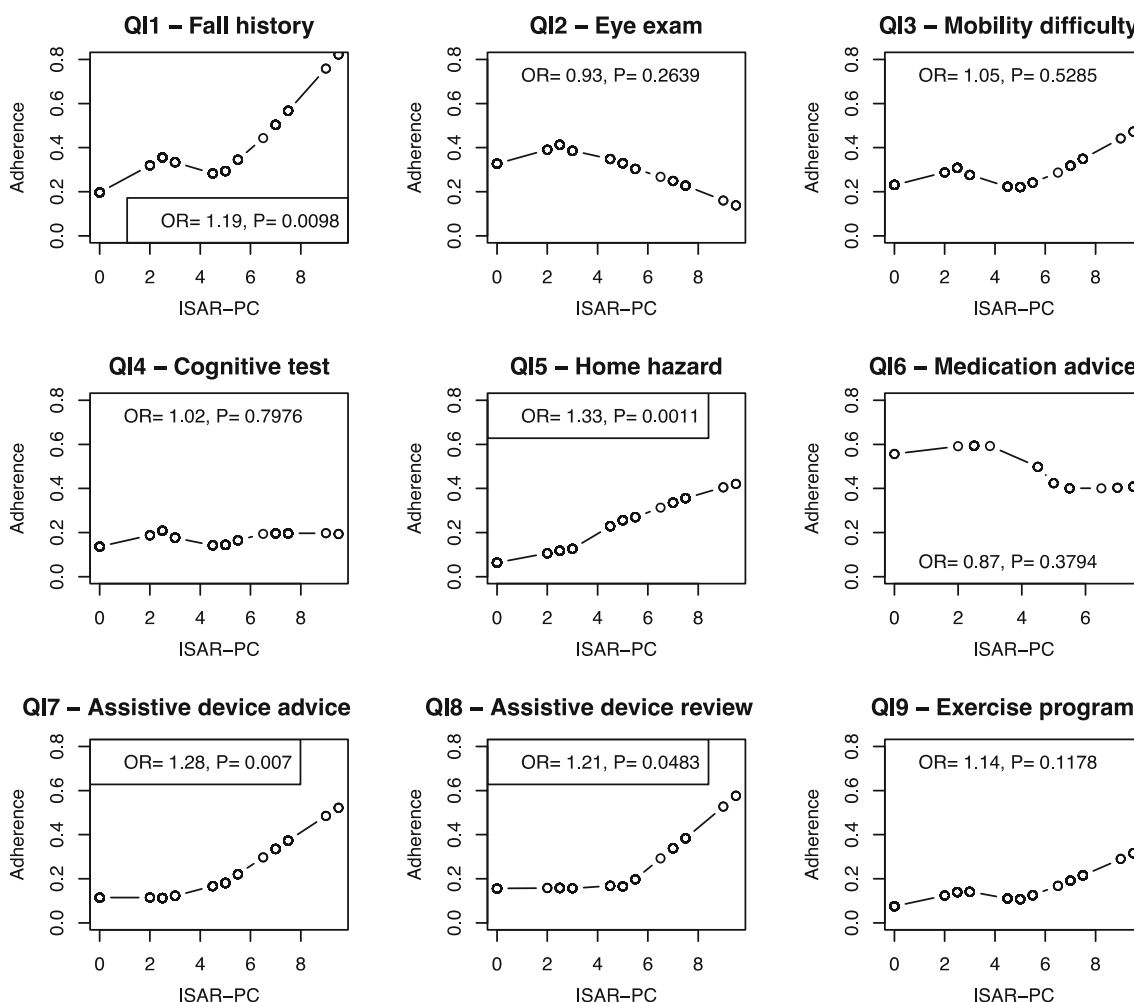 QI1 – Fall history
OR= 1.19, P= 0.0098
Adherence
0.0 0.2 0.4 0.6 0.8
0 2 4 6 8
ISAR−PC
QI2 – Eye exam
OR= 0.93, P= 0.2639
Adherence
0.0 0.2 0.4 0.6 0.8
0 2 4 6 8
ISAR−PC
QI3 – Mobility difficulty
OR= 1.05, P= 0.5285
Adherence
0.0 0.2 0.4 0.6 0.8
0 2 4 6 8
ISAR−PC
QI4 – Cognitive test
OR= 1.02, P= 0.7976
Adherence
0.0 0.2 0.4 0.6 0.8
0 2 4 6 8
ISAR−PC
QI5 – Home hazard
OR= 1.33, P= 0.0011
Adherence
0.0 0.2 0.4 0.6 0.8
0 2 4 6 8
ISAR−PC
QI6 – Medication advice
OR= 0.87, P= 0.3794
Adherence
0.0 0.2 0.4 0.6 0.8
0 2 4 6
ISAR−PC
QI7 – Assistive device advice
OR= 1.28, P= 0.007
Adherence
0.0 0.2 0.4 0.6 0.8
0 2 4 6 8
ISAR−PC
QI8 – Assistive device review
OR= 1.21, P= 0.0483
Adherence
0.0 0.2 0.4 0.6 0.8
0 2 4 6 8
ISAR−PC
QI9 – Exercise program
OR= 1.14, P= 0.1178
Adherence
0.0 0.2 0.4 0.6 0.8
0 2 4 6 8
ISAR−PC